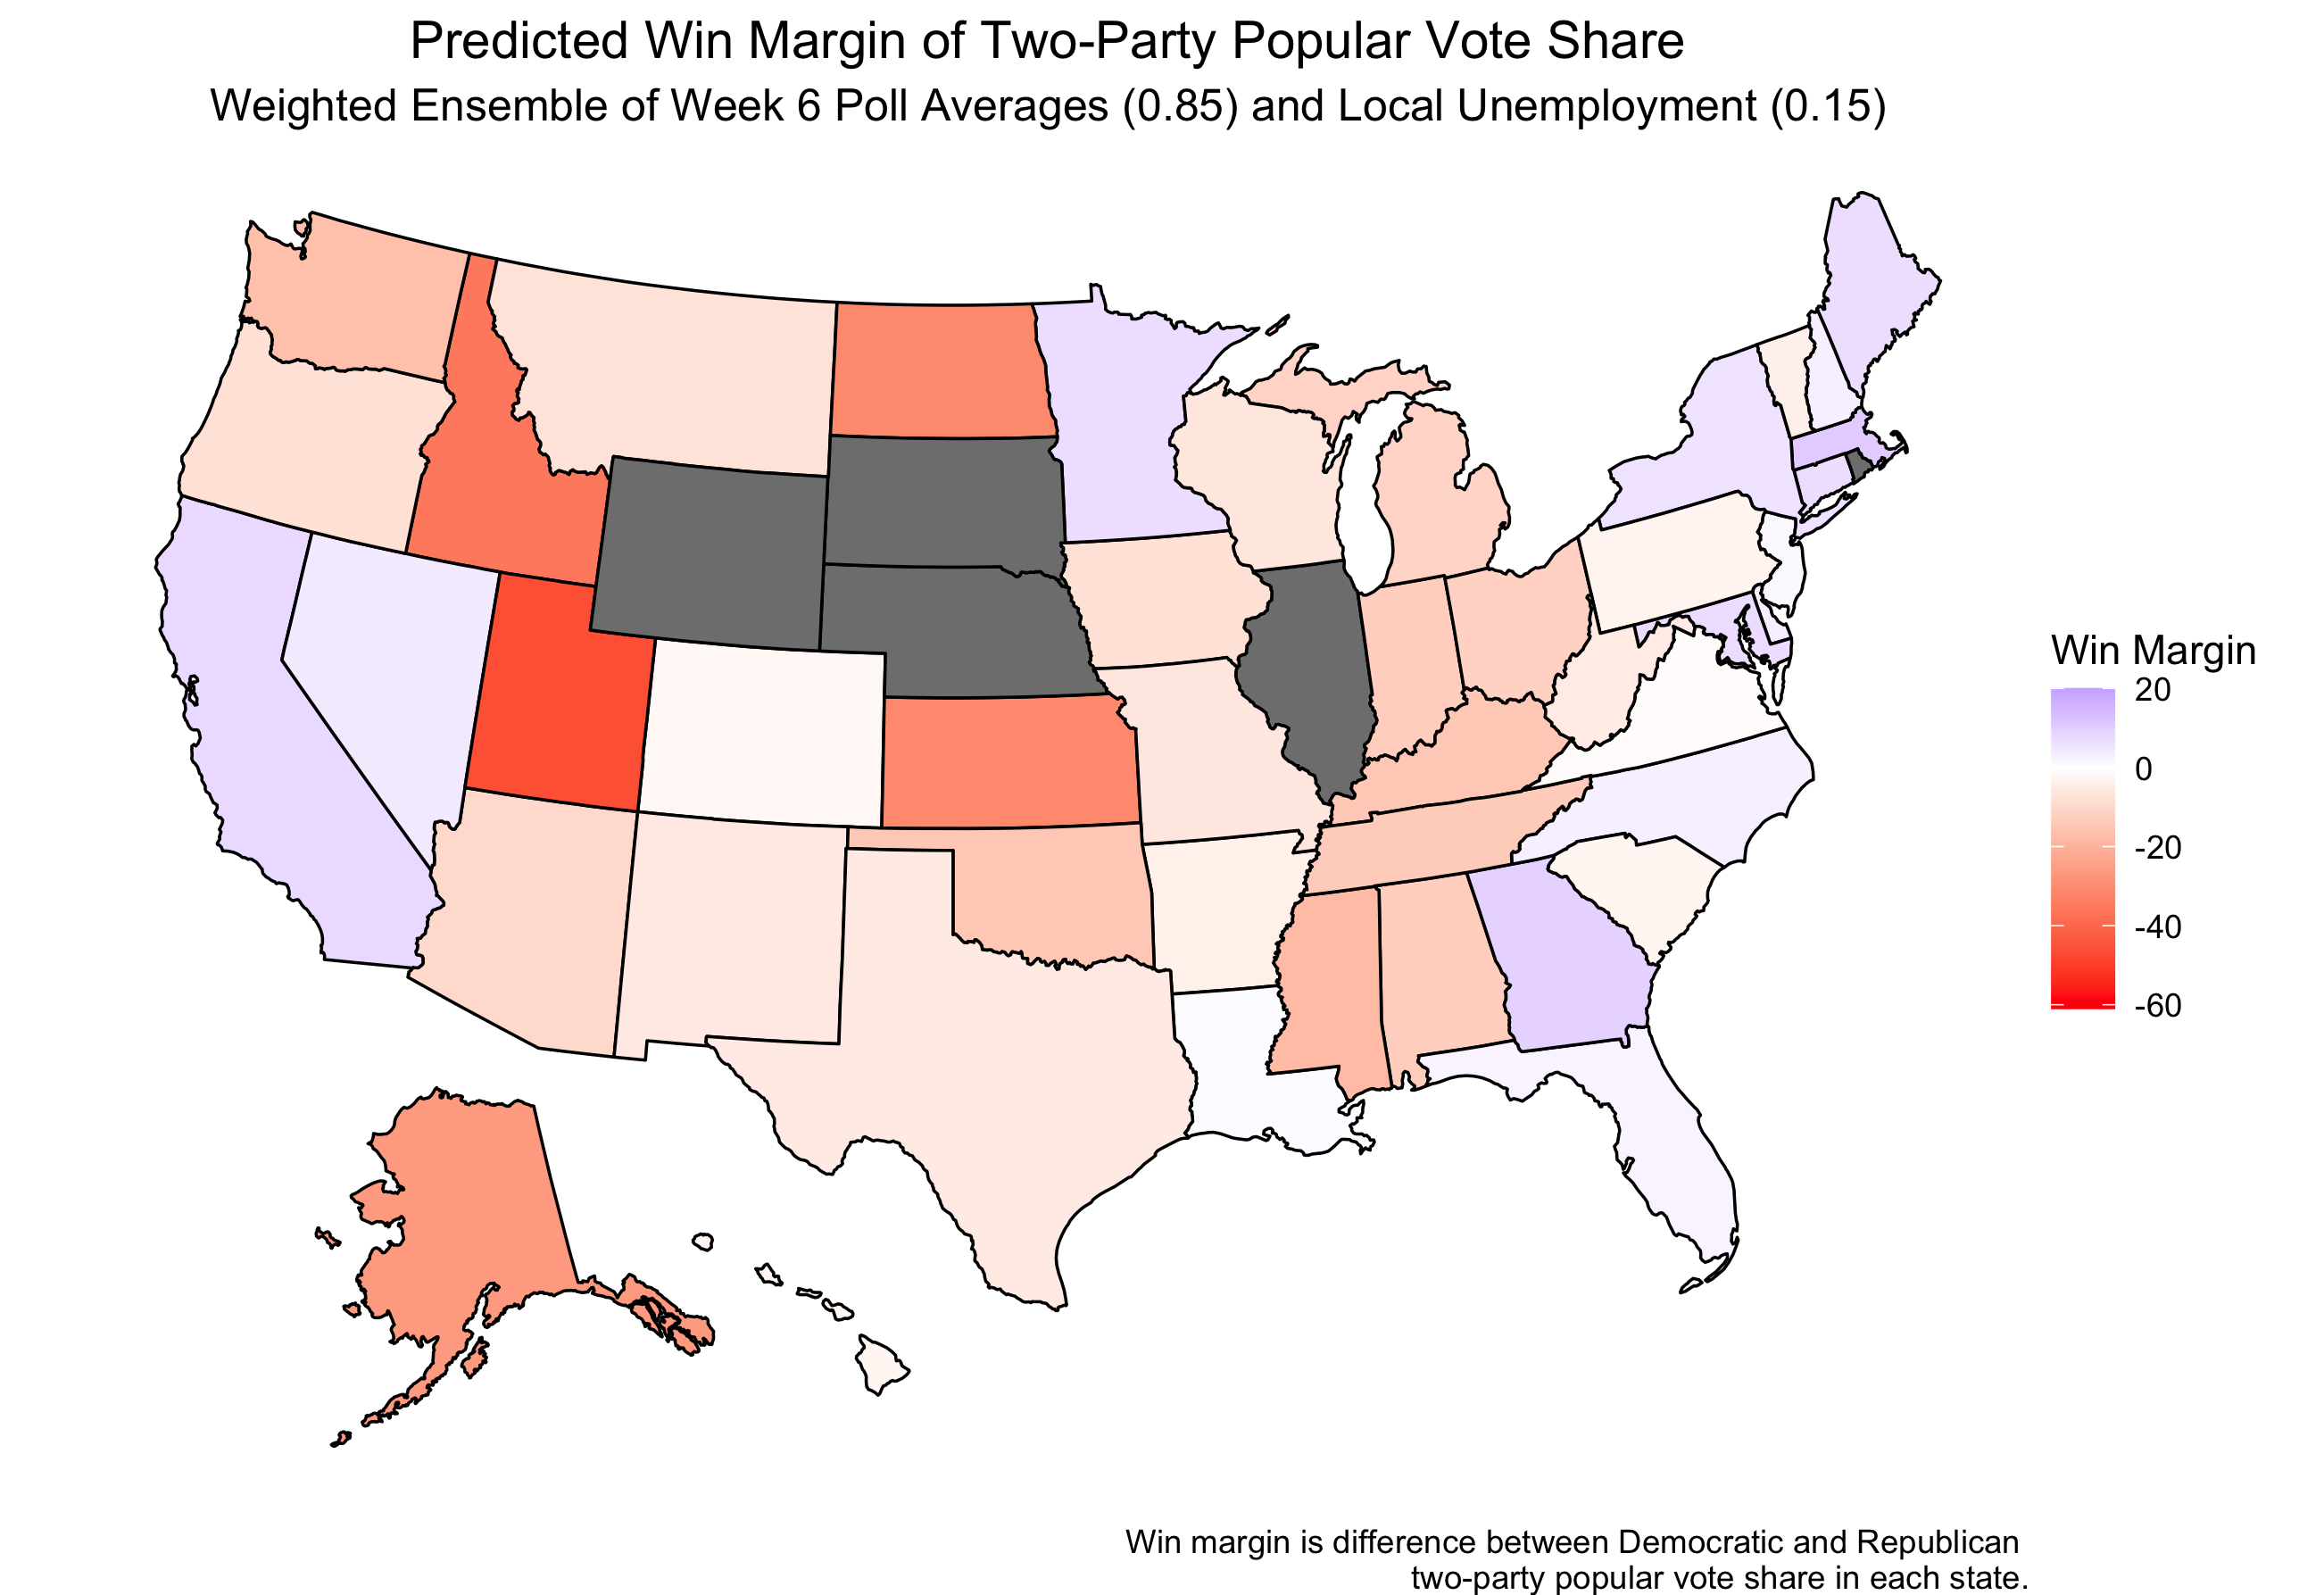 Predicted Win Margin of Two-Party Popular Vote Share
Weighted Ensemble of Week 6 Poll Averages (0.85) and Local Unemployment (0.15)
Win Margin
20
0
-20
-40
-60
Win margin is difference between Democratic and Republican
two-party popular vote share in each state.